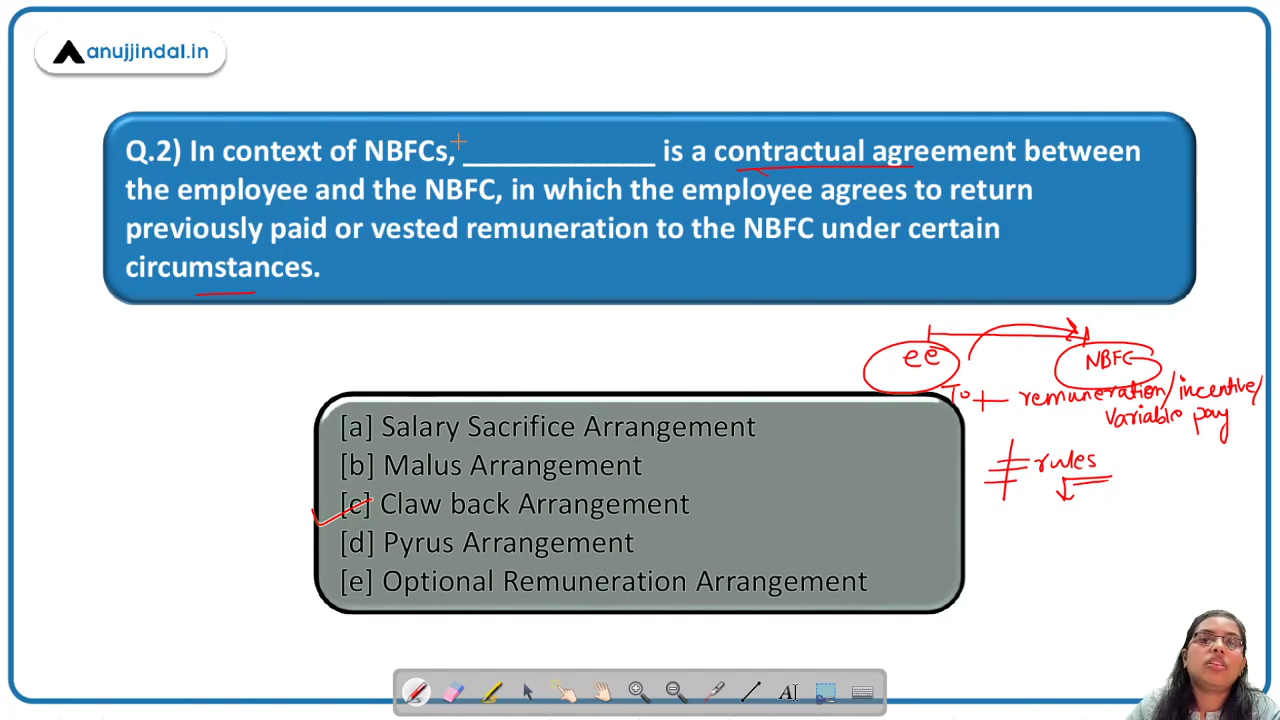 anujjindal.in
Q.2) In context of NBFCs,____________ is a contractual agreement between
the employee and the NBFC, in which the employee agrees to return
previously paid or vested remuneration to the NBFC under certain
circumstances.
ee NBFC
remuneration/incentive/
variable pay
rules
[a] Salary Sacrifice Arrangement
[b] Malus Arrangement
[c] Claw back Arrangement
[d] Pyrus Arrangement
[e] Optional Remuneration Arrangement